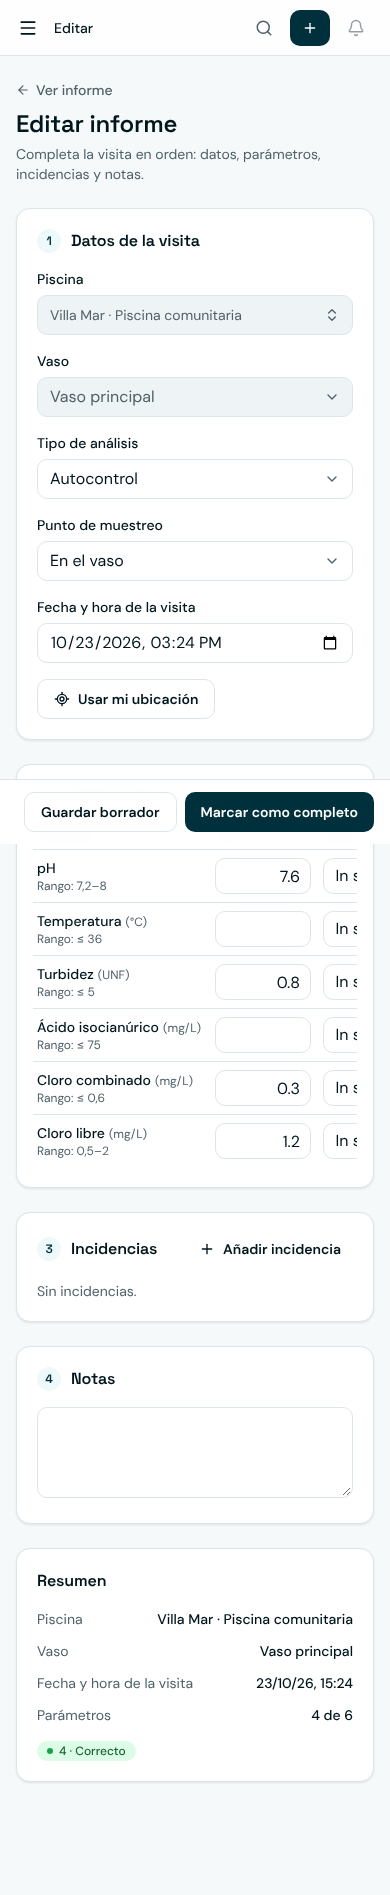 Editar
Ver informe
Editar informe
Completa la visita en orden: datos, parámetros,
incidencias y notas.
1 Datos de la visita
Piscina
Villa Mar · Piscina comunitaria
Vaso
Vaso principal
Tipo de análisis
Autocontrol
Punto de muestreo
En el vaso
Fecha y hora de la visita
10/23/2026, 03:24 PM
Usar mi ubicación
Guardar borrador Marcar como completo
pH 7.6 In s
Rango: 7,2–8
Temperatura (°C) In s
Rango: ≤ 36
Turbidez (UNF) 0.8 In s
Rango: ≤ 5
Ácido isocianúrico (mg/L) In s
Rango: ≤ 75
Cloro combinado (mg/L) 0.3 In s
Rango: ≤ 0,6
Cloro libre (mg/L) 1.2 In s
Rango: 0,5–2
3 Incidencias + Añadir incidencia
Sin incidencias.
4 Notas
Resumen
Piscina Villa Mar · Piscina comunitaria
Vaso Vaso principal
Fecha y hora de la visita 23/10/26, 15:24
Parámetros 4 de 6
4 · Correcto